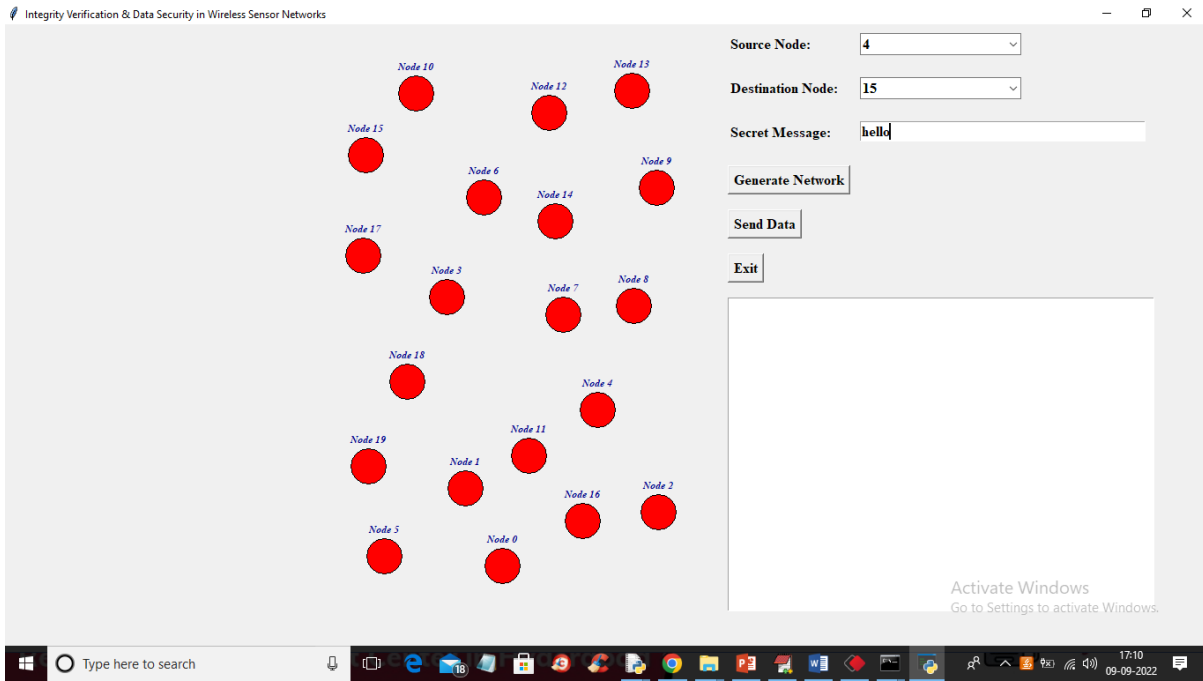 Integrity Verification & Data Security in Wireless Sensor Networks
Source Node: 4
Destination Node: 15
Secret Message: hello
Generate Network
Send Data
Exit
Node 10
Node 13
Node 12
Node 15
Node 9
Node 6
Node 14
Node 17
Node 3
Node 8
Node 7
Node 18
Node 4
Node 11
Node 19
Node 1
Node 2
Node 16
Node 5
Node 0
Activate Windows
Go to Settings to activate Windows.
Type here to search
18
17:10
09-09-2022